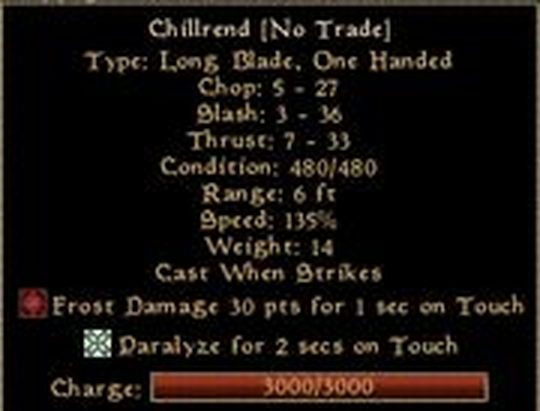 Chillrend [No Trade]
Type: Long Blade, One Handed
Chop: 5 - 27
Slash: 3 - 36
Thrust: 7 - 33
Condition: 480/480
Range: 6 ft
Speed: 135%
Weight: 14
Cast When Strikes
Frost Damage 30 pts for 1 sec on Touch
Paralyze for 2 secs on Touch
Charge: 3000/3000